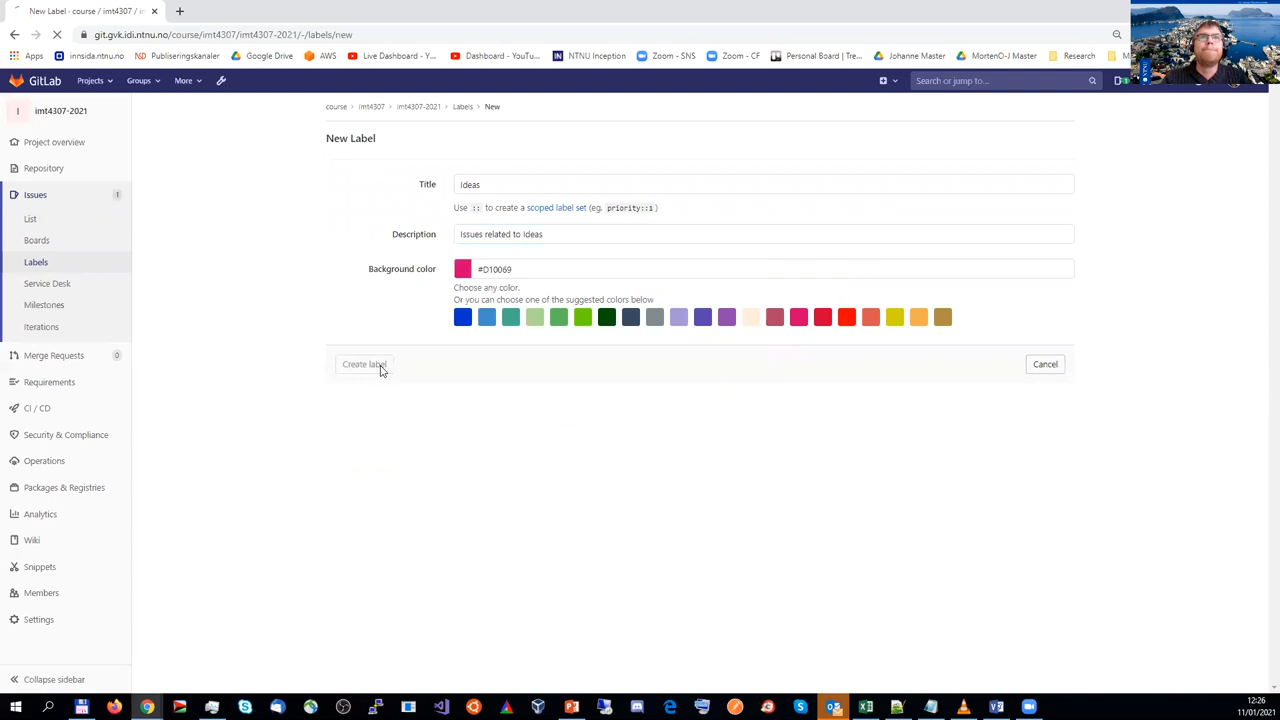 New Label - course / imt4307 / im
git.gvk.idi.ntnu.no/course/imt4307/imt4307-2021/-/labels/new
Apps
innsida.ntnu.no
Publiseringskanaler
Google Drive
AWS
Live Dashboard - Y...
Dashboard - YouTu...
NTNU Inception
Zoom - SNS
Zoom - CF
Personal Board | Tre...
Johanne Master
MortenO-J Master
Research
GitLab
Projects
Groups
More
Search or jump to...
I
imt4307-2021
Project overview
Repository
Issues
1
List
Boards
Labels
Service Desk
Milestones
Iterations
Merge Requests
0
Requirements
CI / CD
Security & Compliance
Operations
Packages & Registries
Analytics
Wiki
Snippets
Members
Settings
Collapse sidebar
course > imt4307 > imt4307-2021 > Labels > New
New Label
Title
Ideas
Use :: to create a scoped label set (eg. priority::1)
Description
Issues related to Ideas
Background color
#D10069
Choose any color.
Or you can choose one of the suggested colors below
Create label
Cancel
NTNU
12:26
11/01/2021